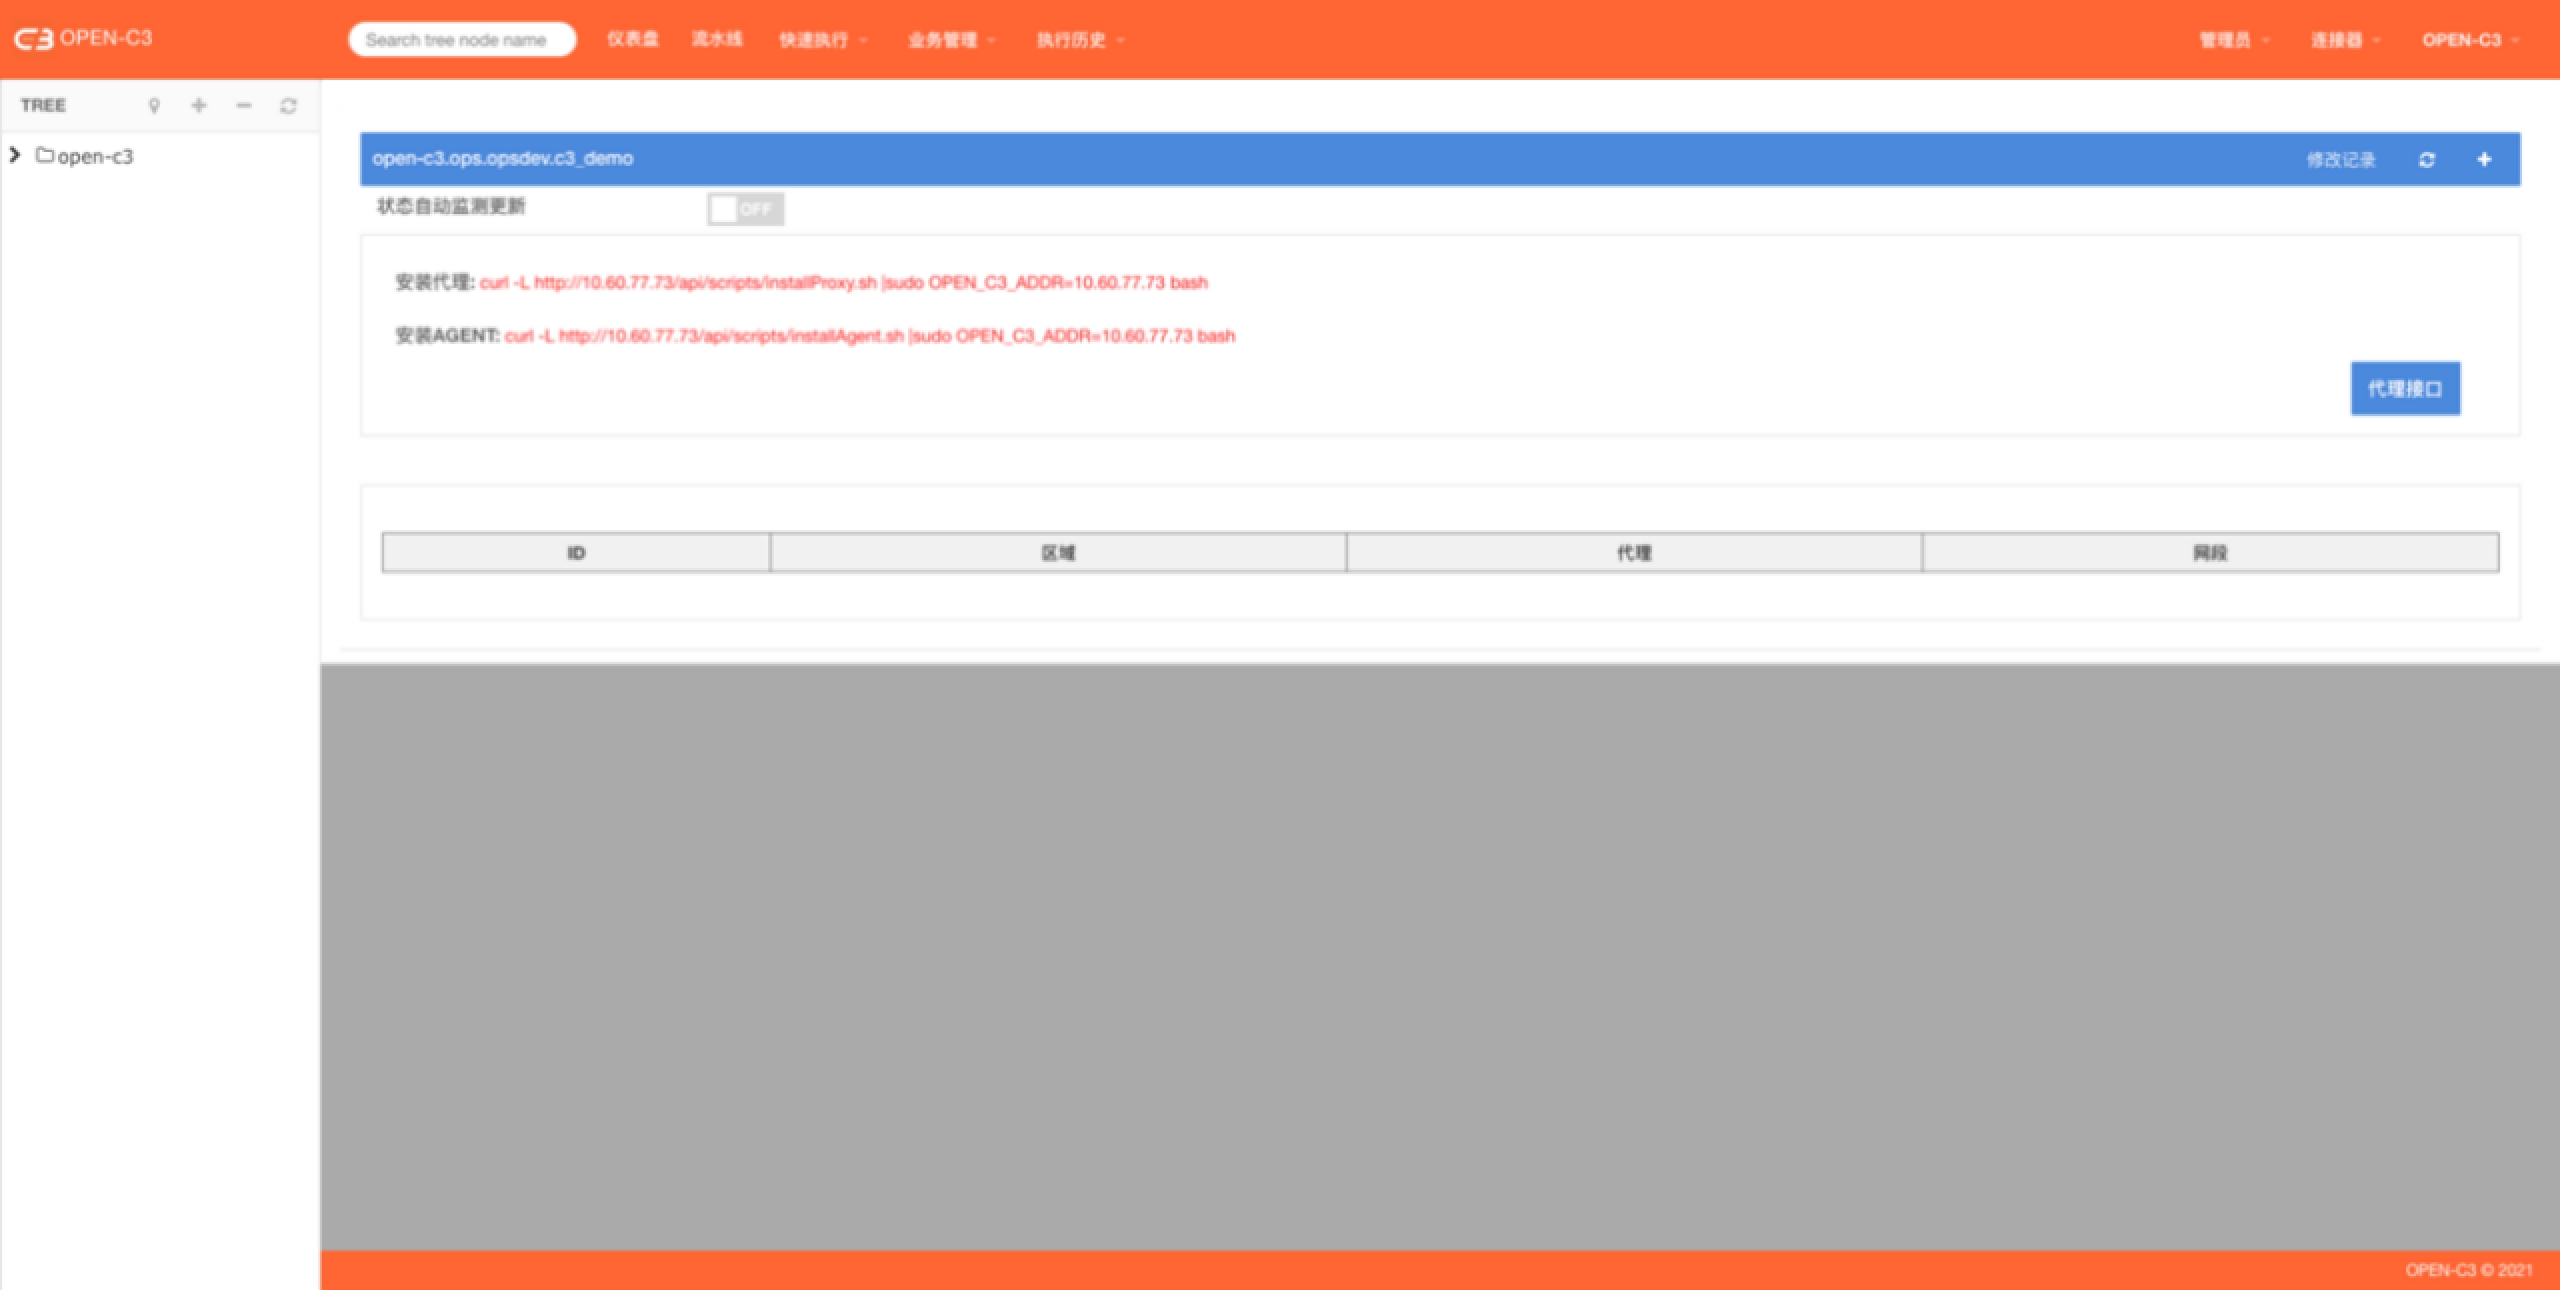 OPEN-C3
Search tree node name 仪表盘 流水线 快速执行 业务管理 执行历史 管理员 连接器 OPEN-C3
TREE
open-c3
open-c3.ops.opsdev.c3_demo 修改记录
状态自动监测更新 OFF
安装代理: curl -L http://10.60.77.73/api/scripts/installProxy.sh |sudo OPEN_C3_ADDR=10.60.77.73 bash
安装AGENT: curl -L http://10.60.77.73/api/scripts/installAgent.sh |sudo OPEN_C3_ADDR=10.60.77.73 bash
代理接口
ID 区域 代理 网段
OPEN-C3 © 2021